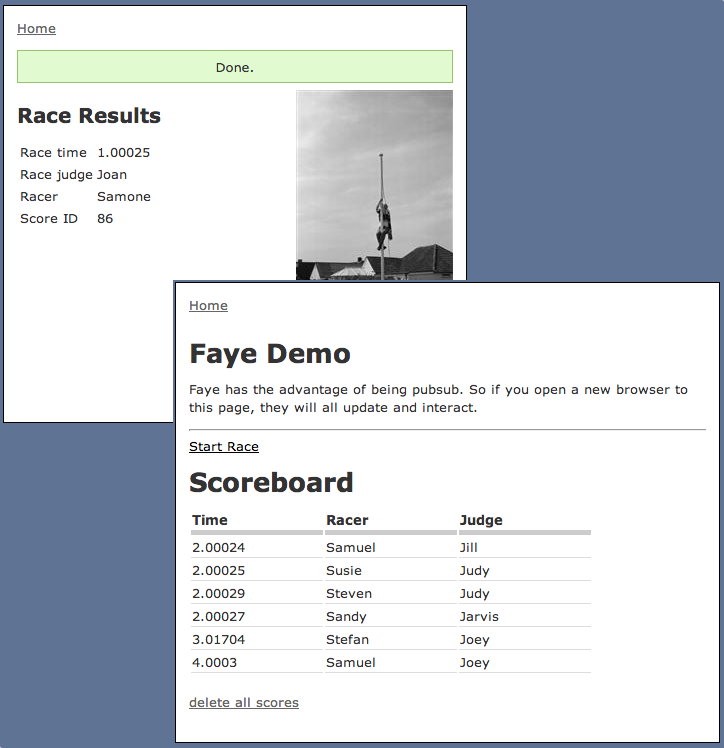 Home
Done.
Race Results
Race time 1.00025
Race judge Joan
Racer Samone
Score ID 86
Home
Faye Demo
Faye has the advantage of being pubsub. So if you open a new browser to
this page, they will all update and interact.
Start Race
Scoreboard
Time Racer Judge
2.00024 Samuel Jill
2.00025 Susie Judy
2.00029 Steven Judy
2.00027 Sandy Jarvis
3.01704 Stefan Joey
4.0003 Samuel Joey
delete all scores